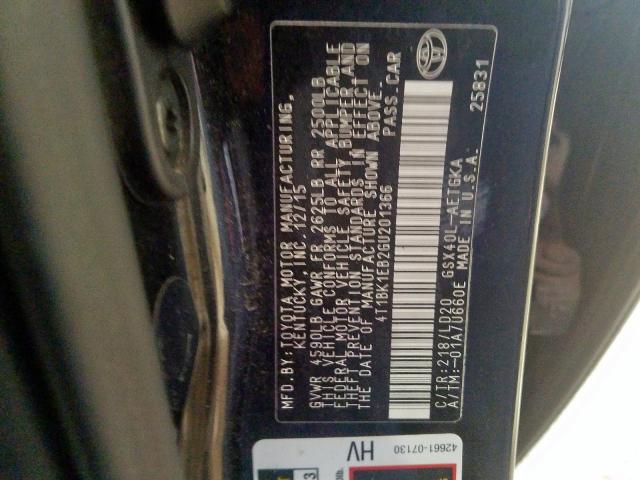 MFD.BY:TOYOTA MOTOR MANUFACTURING,
KENTUCKY, INC. 12/15
GVWR 4590LB GAWR FR 2625LB RR 2500LB
THIS VEHICLE CONFORMS TO ALL APPLICABLE
FEDERAL MOTOR VEHICLE SAFETY, BUMPER AND
THEFT PREVENTION STANDARDS IN EFFECT ON
THE DATE OF MANUFACTURE SHOWN ABOVE.
4T1BK1EB2GU201366 PASS.CAR
C/TR:218/LD20 GSX40L-AETGKA 25831
A/TM:-01A/U660E MADE IN U.S.A.
42661-07130
HV